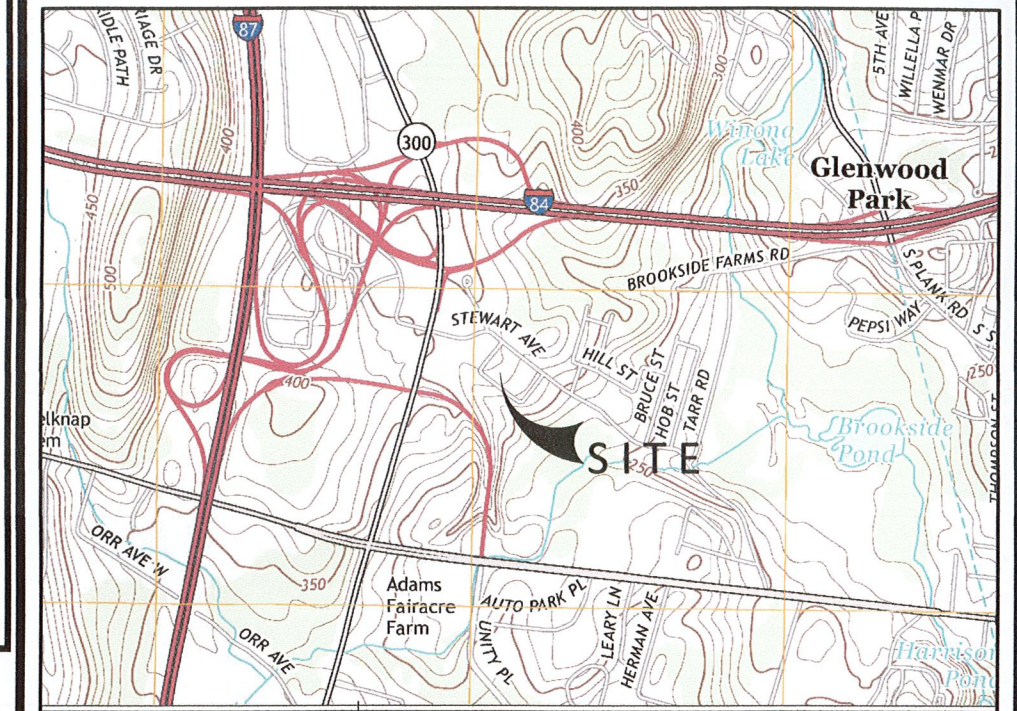 87
RIDLE PATH
RIAGE DR
5TH AVE
WILLELLA P
WENMAR DR
300
400
400
300
Winona
Lake
Glenwood
Park
350
84
450
500
BROOKSIDE FARMS RD
S PLANK RD
S S
PEPSI WAY
STEWART AVE
HILL ST
BRUCE ST
HOB ST
TARR RD
250
400
elknap
em
SITE
250
Brookside
Pond
THOMPSON ST
ORR AVE W
350
Adams
Fairacre
Farm
AUTO PARK PL
UNITY PL
LEARY LN
HERMAN AVE
ORR AVE
Harrison
Pond